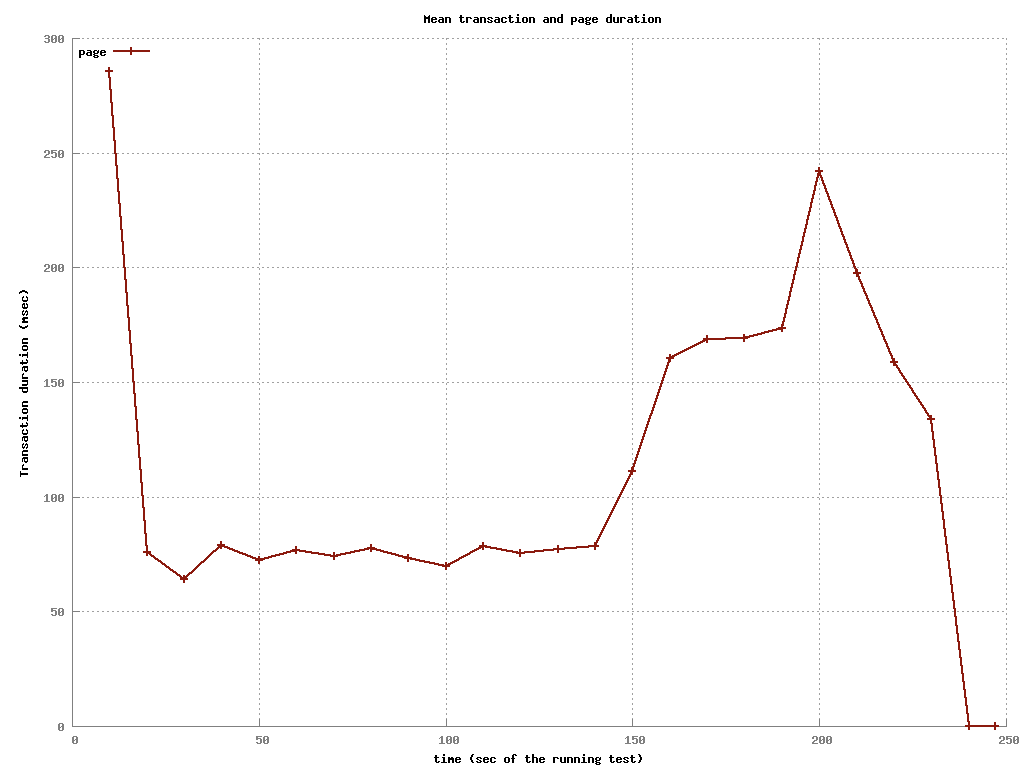 Mean transaction and page duration
page
300
250
200
150
100
50
0
Transaction duration (msec)
0 50 100 150 200 250
time (sec of the running test)